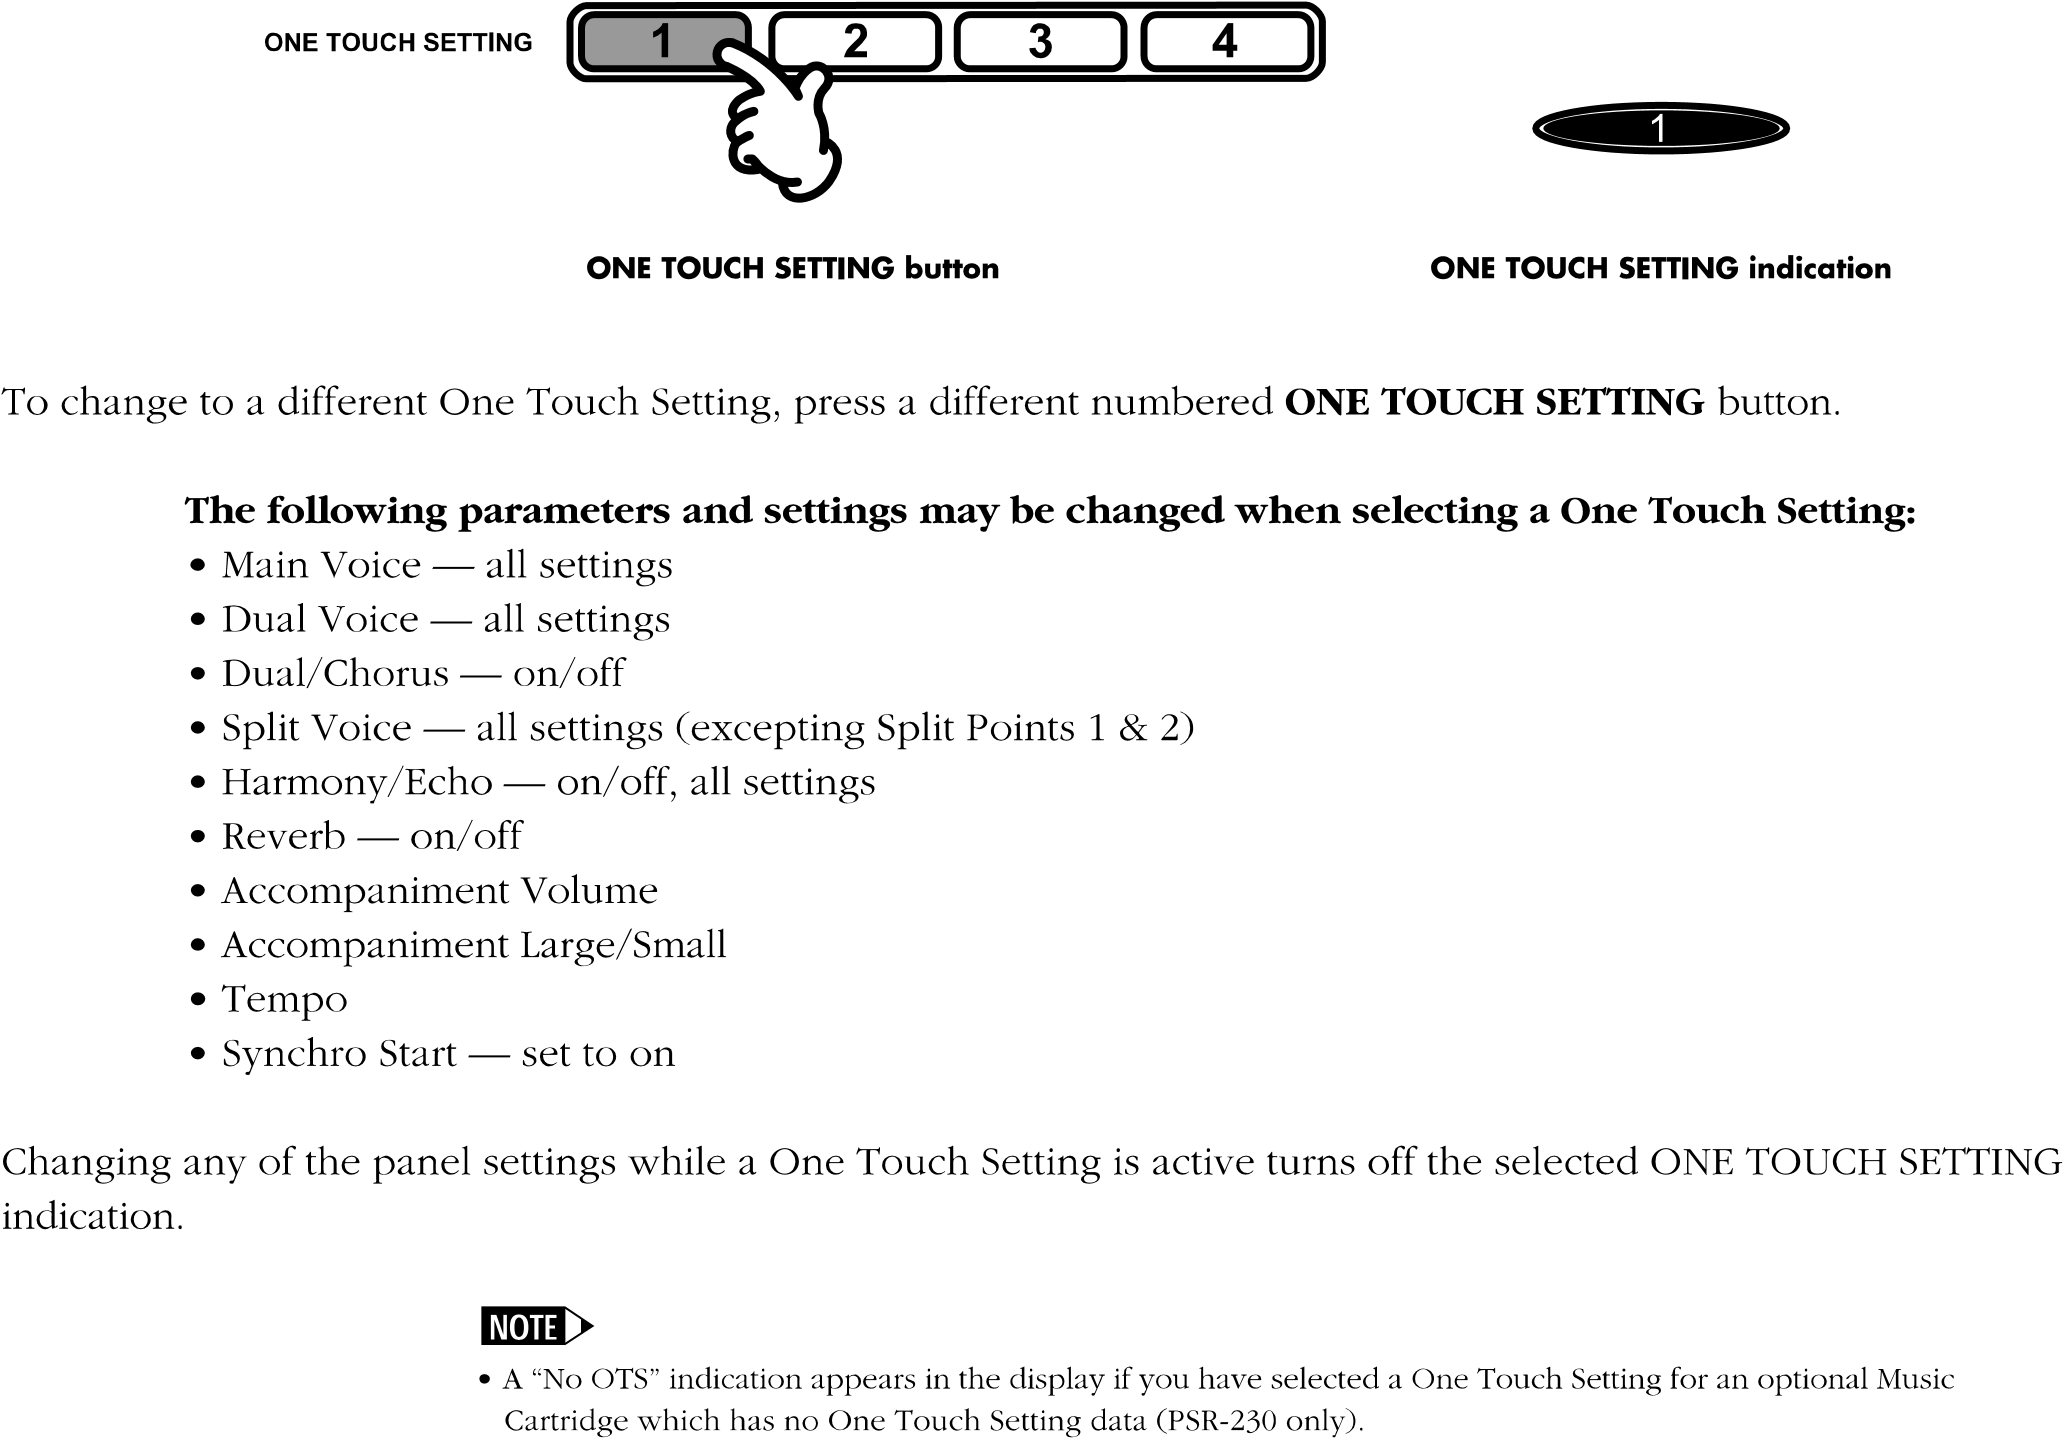 ONE TOUCH SETTING 1 2 3 4
1
ONE TOUCH SETTING button ONE TOUCH SETTING indication
To change to a different One Touch Setting, press a different numbered ONE TOUCH SETTING button.
The following parameters and settings may be changed when selecting a One Touch Setting:
• Main Voice — all settings
• Dual Voice — all settings
• Dual/Chorus — on/off
• Split Voice — all settings (excepting Split Points 1 & 2)
• Harmony/Echo — on/off, all settings
• Reverb — on/off
• Accompaniment Volume
• Accompaniment Large/Small
• Tempo
• Synchro Start — set to on
Changing any of the panel settings while a One Touch Setting is active turns off the selected ONE TOUCH SETTING
indication.
NOTE
• A “No OTS” indication appears in the display if you have selected a One Touch Setting for an optional Music
Cartridge which has no One Touch Setting data (PSR-230 only).